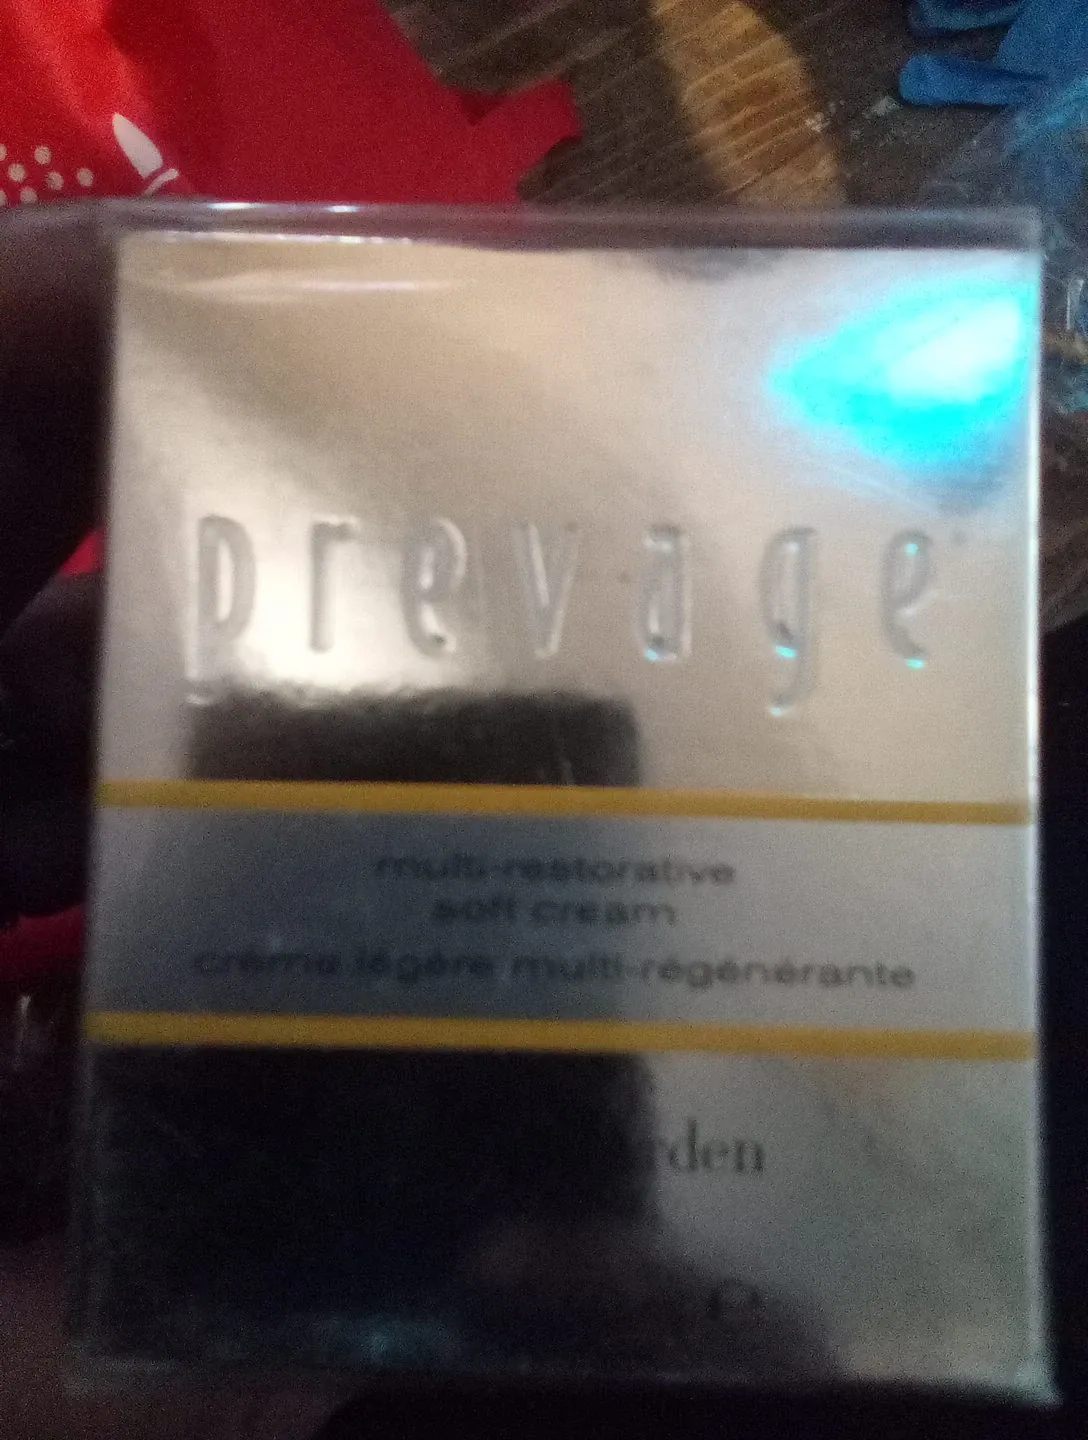 prevage
multi-restorative
soft cream
crème légère multi-régénérante
rden